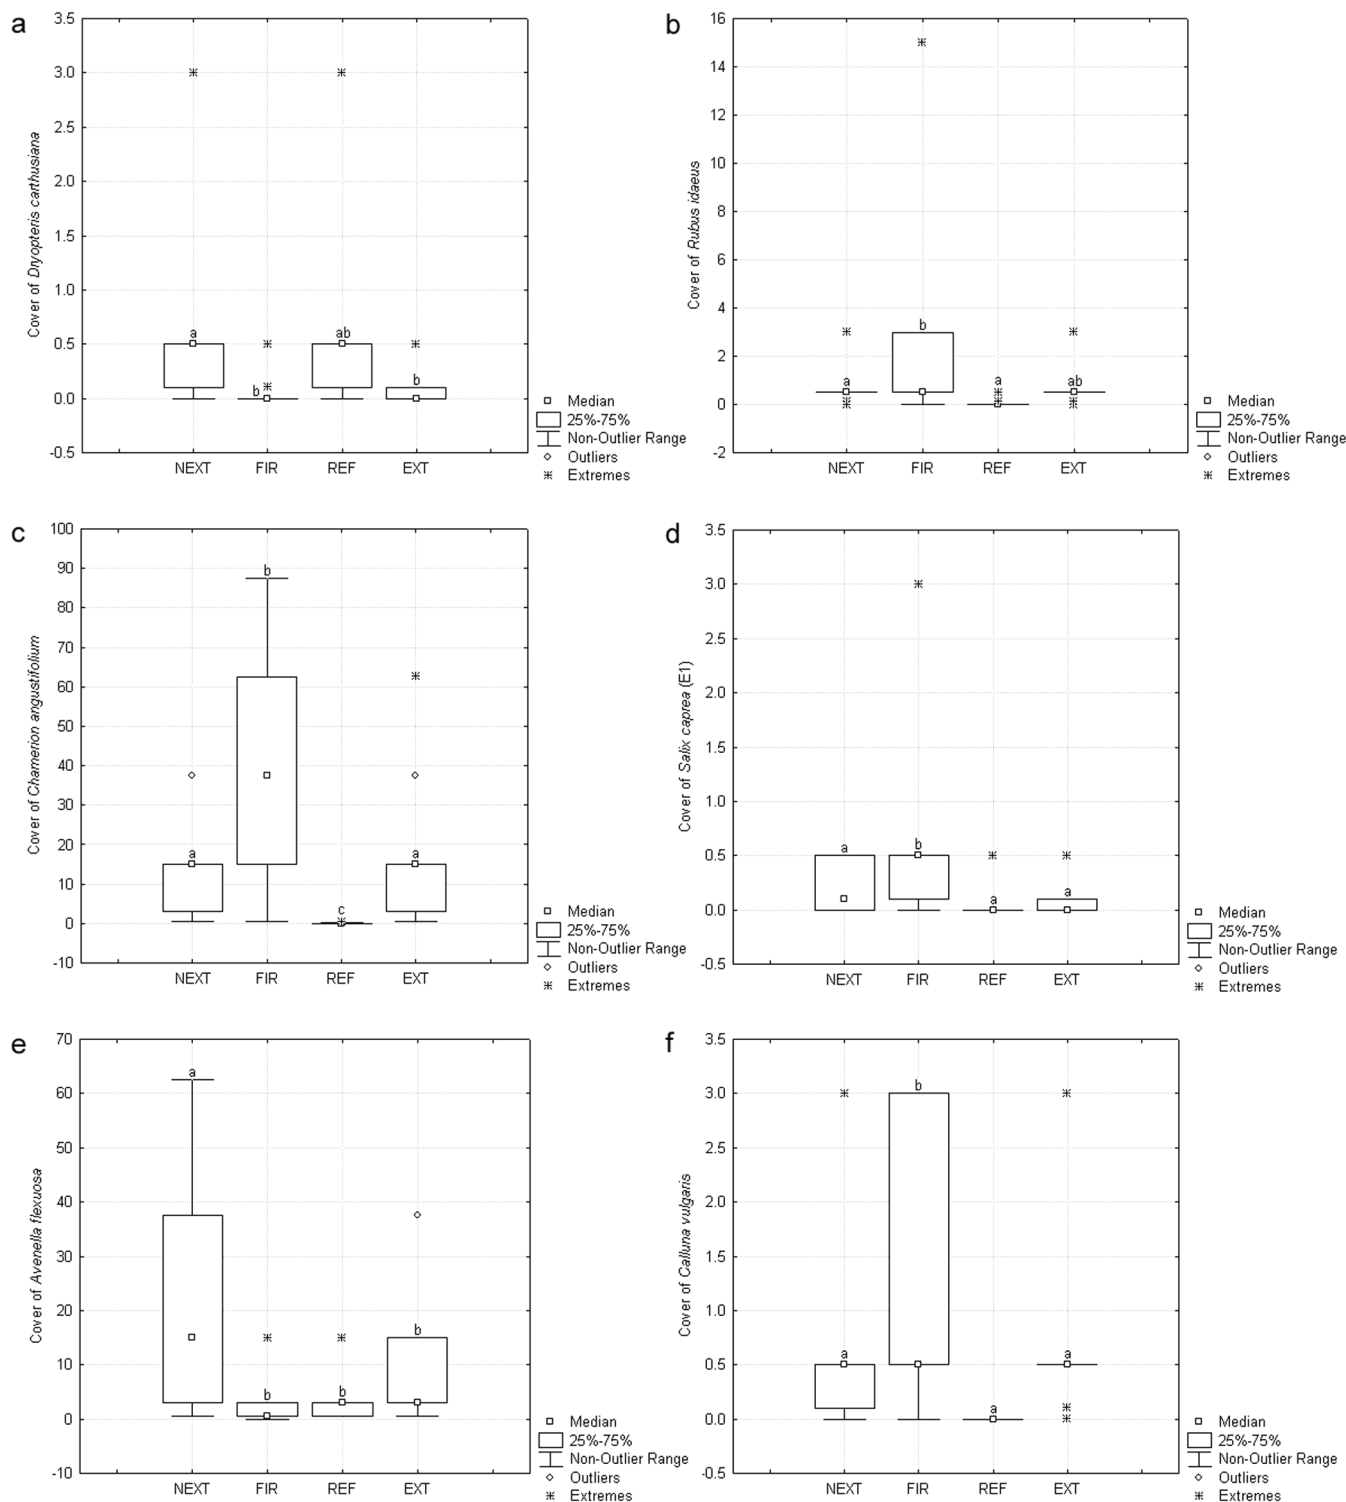 a
3.5
3.0
2.5
2.0
1.5
1.0
0.5
0.0
-0.5
Cover of Dryopteris carthusiana
a
b
ab
b
NEXT FIR REF EXT
Median
25%-75%
Non-Outlier Range
Outliers
Extremes
b
16
14
12
10
8
6
4
2
0
-2
Cover of Rubus idaeus
a
b
a
ab
NEXT FIR REF EXT
Median
25%-75%
Non-Outlier Range
Outliers
Extremes
c
100
90
80
70
60
50
40
30
20
10
0
-10
Cover of Chamerion angustifolium
a
b
c
a
NEXT FIR REF EXT
Median
25%-75%
Non-Outlier Range
Outliers
Extremes
d
3.5
3.0
2.5
2.0
1.5
1.0
0.5
0.0
-0.5
Cover of Salix caprea (E1)
a
b
a
a
NEXT FIR REF EXT
Median
25%-75%
Non-Outlier Range
Outliers
Extremes
e
70
60
50
40
30
20
10
0
-10
Cover of Avenella flexuosa
a
b
b
b
NEXT FIR REF EXT
Median
25%-75%
Non-Outlier Range
Outliers
Extremes
f
3.5
3.0
2.5
2.0
1.5
1.0
0.5
0.0
-0.5
Cover of Calluna vulgaris
a
b
a
a
NEXT FIR REF EXT
Median
25%-75%
Non-Outlier Range
Outliers
Extremes